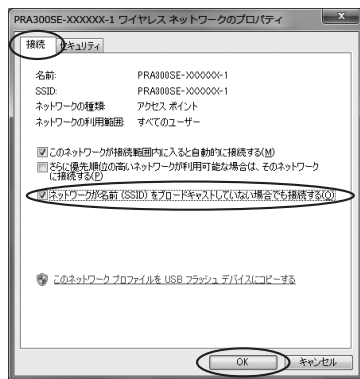 PRA300SE-XXXXXX-1 ワイヤレス ネットワークのプロパティ
接続 セキュリティ
名前: PRA300SE-XXXXXX-1
SSID: PRA300SE-XXXXXX-1
ネットワークの種類: アクセス ポイント
ネットワークの利用範囲: すべてのユーザー
このネットワークが接続範囲内に入ると自動的に接続する(M)
さらに優先順位の高いネットワークが利用可能な場合は、そのネットワーク
に接続する(P)
ネットワークが名前 (SSID) をブロードキャストしていない場合でも接続する(O)
このネットワーク プロファイルを USB フラッシュ デバイスにコピーする
OK キャンセル